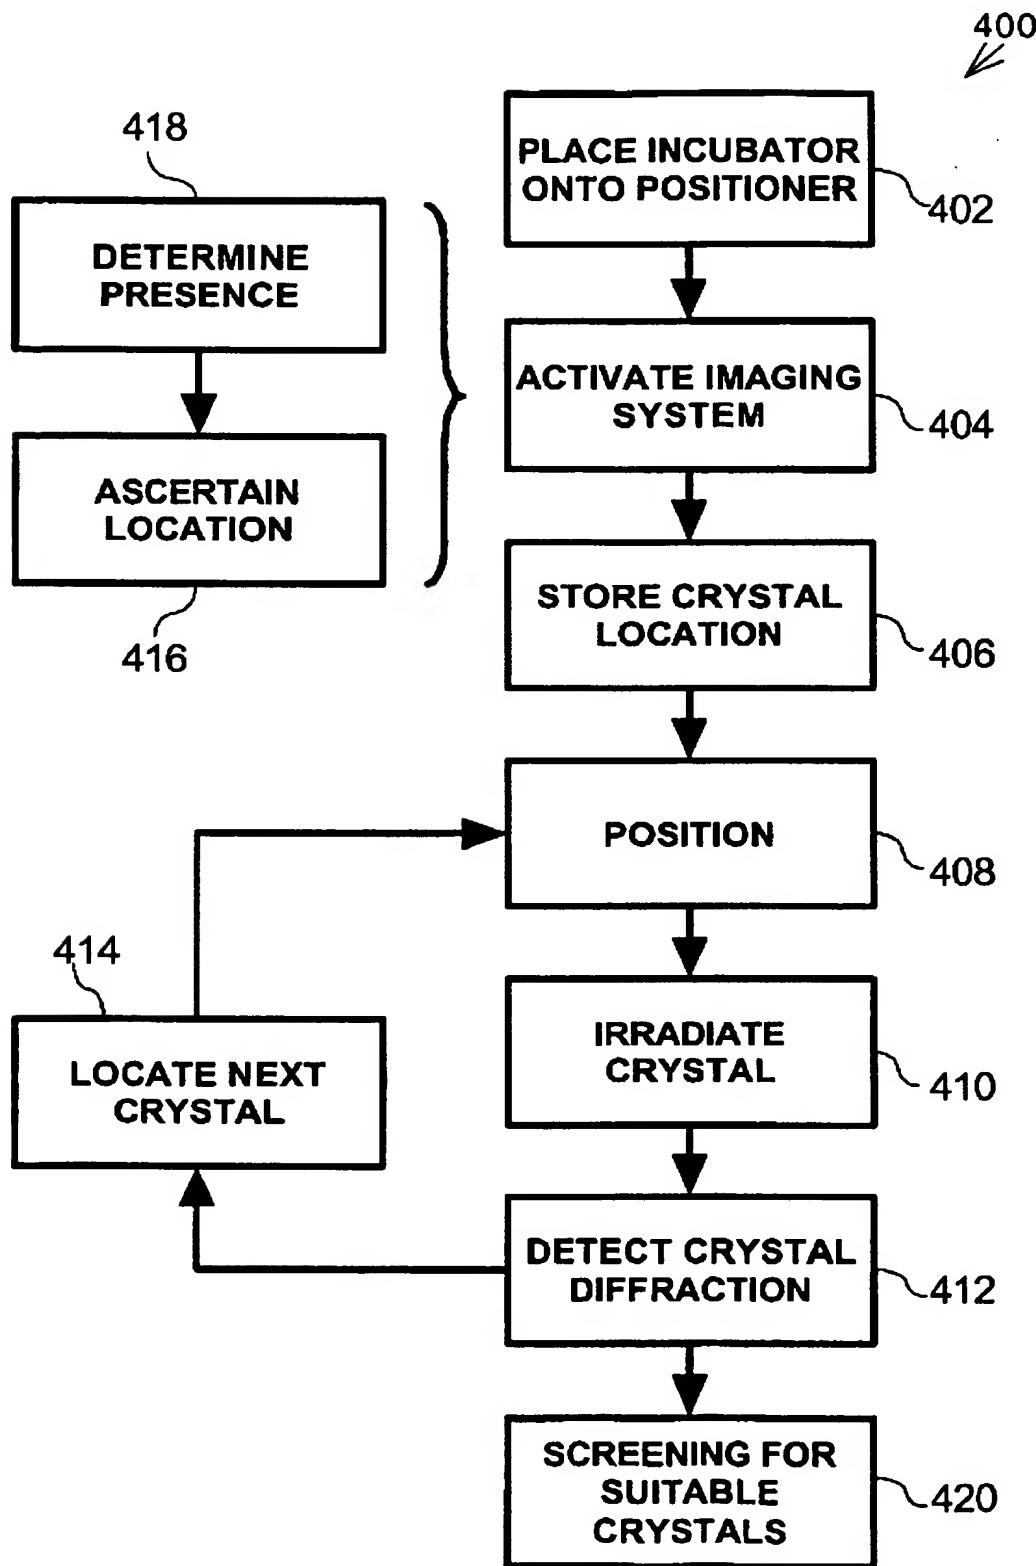 400
PLACE INCUBATOR
ONTO POSITIONER
402
418
DETERMINE
PRESENCE
ACTIVATE IMAGING
SYSTEM
404
ASCERTAIN
LOCATION
416
STORE CRYSTAL
LOCATION
406
POSITION
408
414
LOCATE NEXT
CRYSTAL
IRRADIATE
CRYSTAL
410
DETECT CRYSTAL
DIFFRACTION
412
SCREENING FOR
SUITABLE
CRYSTALS
420